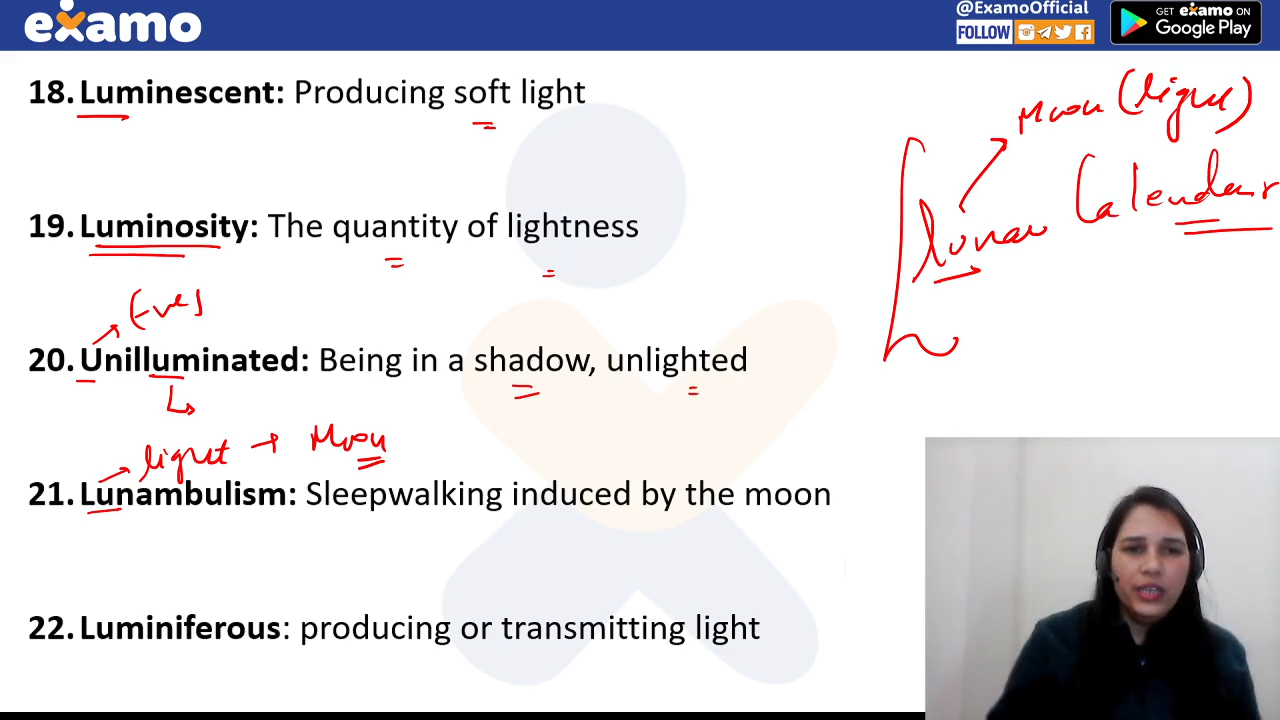 examo
@ExamoOfficial
FOLLOW
GET examo ON
Google Play
18. Luminescent: Producing soft light
Moon (light)
19. Luminosity: The quantity of lightness
lunar Calendar
(-ve)
20. Unilluminated: Being in a shadow, unlighted
light → Moon
21. Lunambulism: Sleepwalking induced by the moon
22. Luminiferous: producing or transmitting light